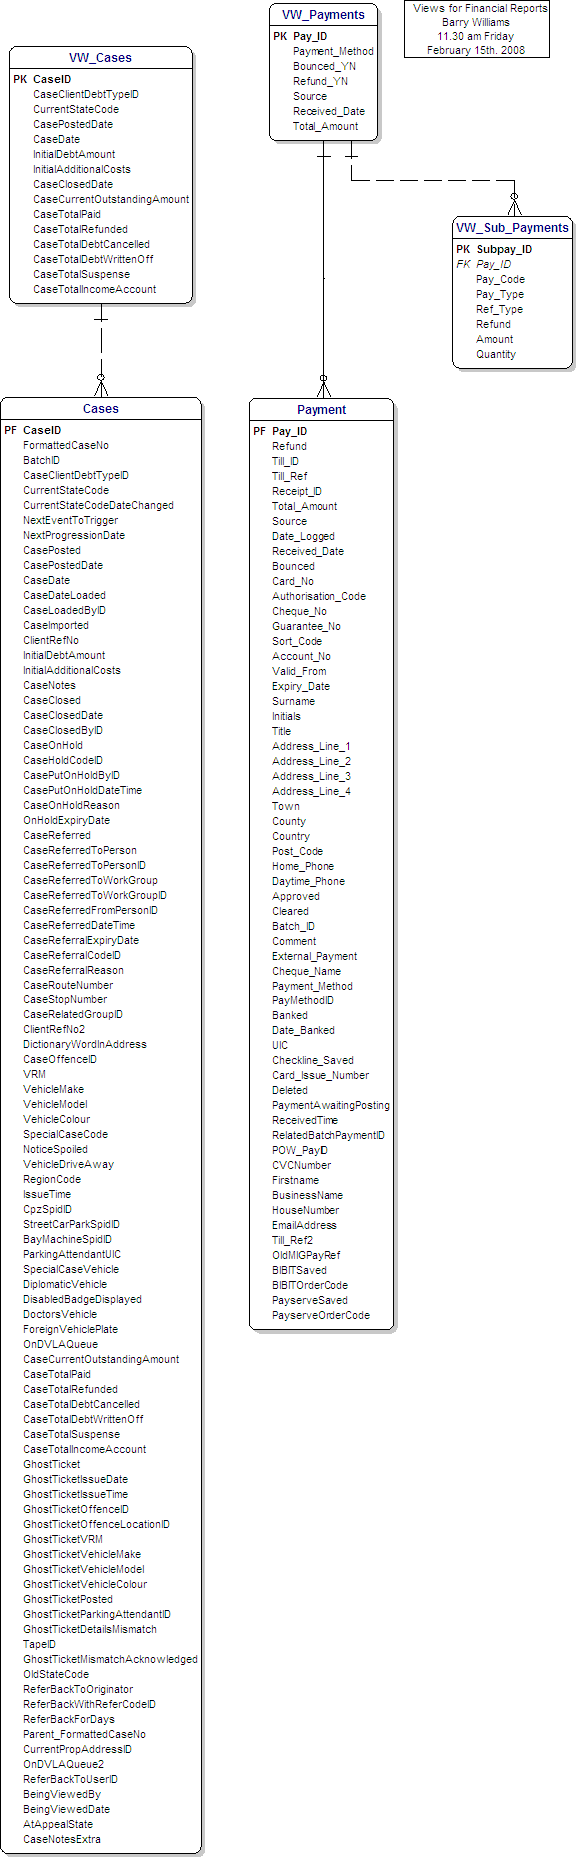 Views for Financial Reports
Barry Williams
11.30 am Friday
February 15th. 2008
VW_Cases
PK CaseID
CaseClientDebtTypeID
CurrentStateCode
CasePostedDate
CaseDate
InitialDebtAmount
InitialAdditionalCosts
CaseClosedDate
CaseCurrentOutstandingAmount
CaseTotalPaid
CaseTotalRefunded
CaseTotalDebtCancelled
CaseTotalDebtWrittenOff
CaseTotalSuspense
CaseTotalIncomeAccount
VW_Payments
PK Pay_ID
Payment_Method
Bounced_YN
Refund_YN
Source
Received_Date
Total_Amount
VW_Sub_Payments
PK Subpay_ID
FK Pay_ID
Pay_Code
Pay_Type
Ref_Type
Refund
Amount
Quantity
Cases
PF CaseID
FormattedCaseNo
BatchID
CaseClientDebtTypeID
CurrentStateCode
CurrentStateCodeDateChanged
NextEventToTrigger
NextProgressionDate
CasePosted
CasePostedDate
CaseDate
CaseDateLoaded
CaseLoadedByID
CaseImported
ClientRefNo
InitialDebtAmount
InitialAdditionalCosts
CaseNotes
CaseClosed
CaseClosedDate
CaseClosedByID
CaseOnHold
CaseHoldCodeID
CasePutOnHoldByID
CasePutOnHoldDateTime
CaseOnHoldReason
OnHoldExpiryDate
CaseReferred
CaseReferredToPerson
CaseReferredToPersonID
CaseReferredToWorkGroup
CaseReferredToWorkGroupID
CaseReferredFromPersonID
CaseReferredDateTime
CaseReferralExpiryDate
CaseReferralCodeID
CaseReferralReason
CaseRouteNumber
CaseStopNumber
CaseRelatedGroupID
ClientRefNo2
DictionaryWordInAddress
CaseOffenceID
VRM
VehicleMake
VehicleModel
VehicleColour
SpecialCaseCode
NoticeSpoiled
VehicleDriveAway
RegionCode
IssueTime
CpzSpidID
StreetCarParkSpidID
BayMachineSpidID
ParkingAttendantUIC
SpecialCaseVehicle
DiplomaticVehicle
DisabledBadgeDisplayed
DoctorsVehicle
ForeignVehiclePlate
OnDVLAQueue
CaseCurrentOutstandingAmount
CaseTotalPaid
CaseTotalRefunded
CaseTotalDebtCancelled
CaseTotalDebtWrittenOff
CaseTotalSuspense
CaseTotalIncomeAccount
GhostTicket
GhostTicketIssueDate
GhostTicketIssueTime
GhostTicketOffenceID
GhostTicketOffenceLocationID
GhostTicketVRM
GhostTicketVehicleMake
GhostTicketVehicleModel
GhostTicketVehicleColour
GhostTicketPosted
GhostTicketParkingAttendantID
GhostTicketDetailsMismatch
TapeID
GhostTicketMismatchAcknowledged
OldStateCode
ReferBackToOriginator
ReferBackWithReferCodeID
ReferBackForDays
Parent_FormattedCaseNo
CurrentPropAddressID
OnDVLAQueue2
ReferBackToUserID
BeingViewedBy
BeingViewedDate
AtAppealState
CaseNotesExtra
Payment
PF Pay_ID
Refund
Till_ID
Till_Ref
Receipt_ID
Total_Amount
Source
Date_Logged
Received_Date
Bounced
Card_No
Authorisation_Code
Cheque_No
Guarantee_No
Sort_Code
Account_No
Valid_From
Expiry_Date
Surname
Initials
Title
Address_Line_1
Address_Line_2
Address_Line_3
Address_Line_4
Town
County
Country
Post_Code
Home_Phone
Daytime_Phone
Approved
Cleared
Batch_ID
Comment
External_Payment
Cheque_Name
Payment_Method
PayMethodID
Banked
Date_Banked
UIC
Checkline_Saved
Card_Issue_Number
Deleted
PaymentAwaitingPosting
ReceivedTime
RelatedBatchPaymentID
POW_PayID
CVCNumber
Firstname
BusinessName
HouseNumber
EmailAddress
Till_Ref2
OldMIGPayRef
BIBITSaved
BIBITOrderCode
PayserveSaved
PayserveOrderCode